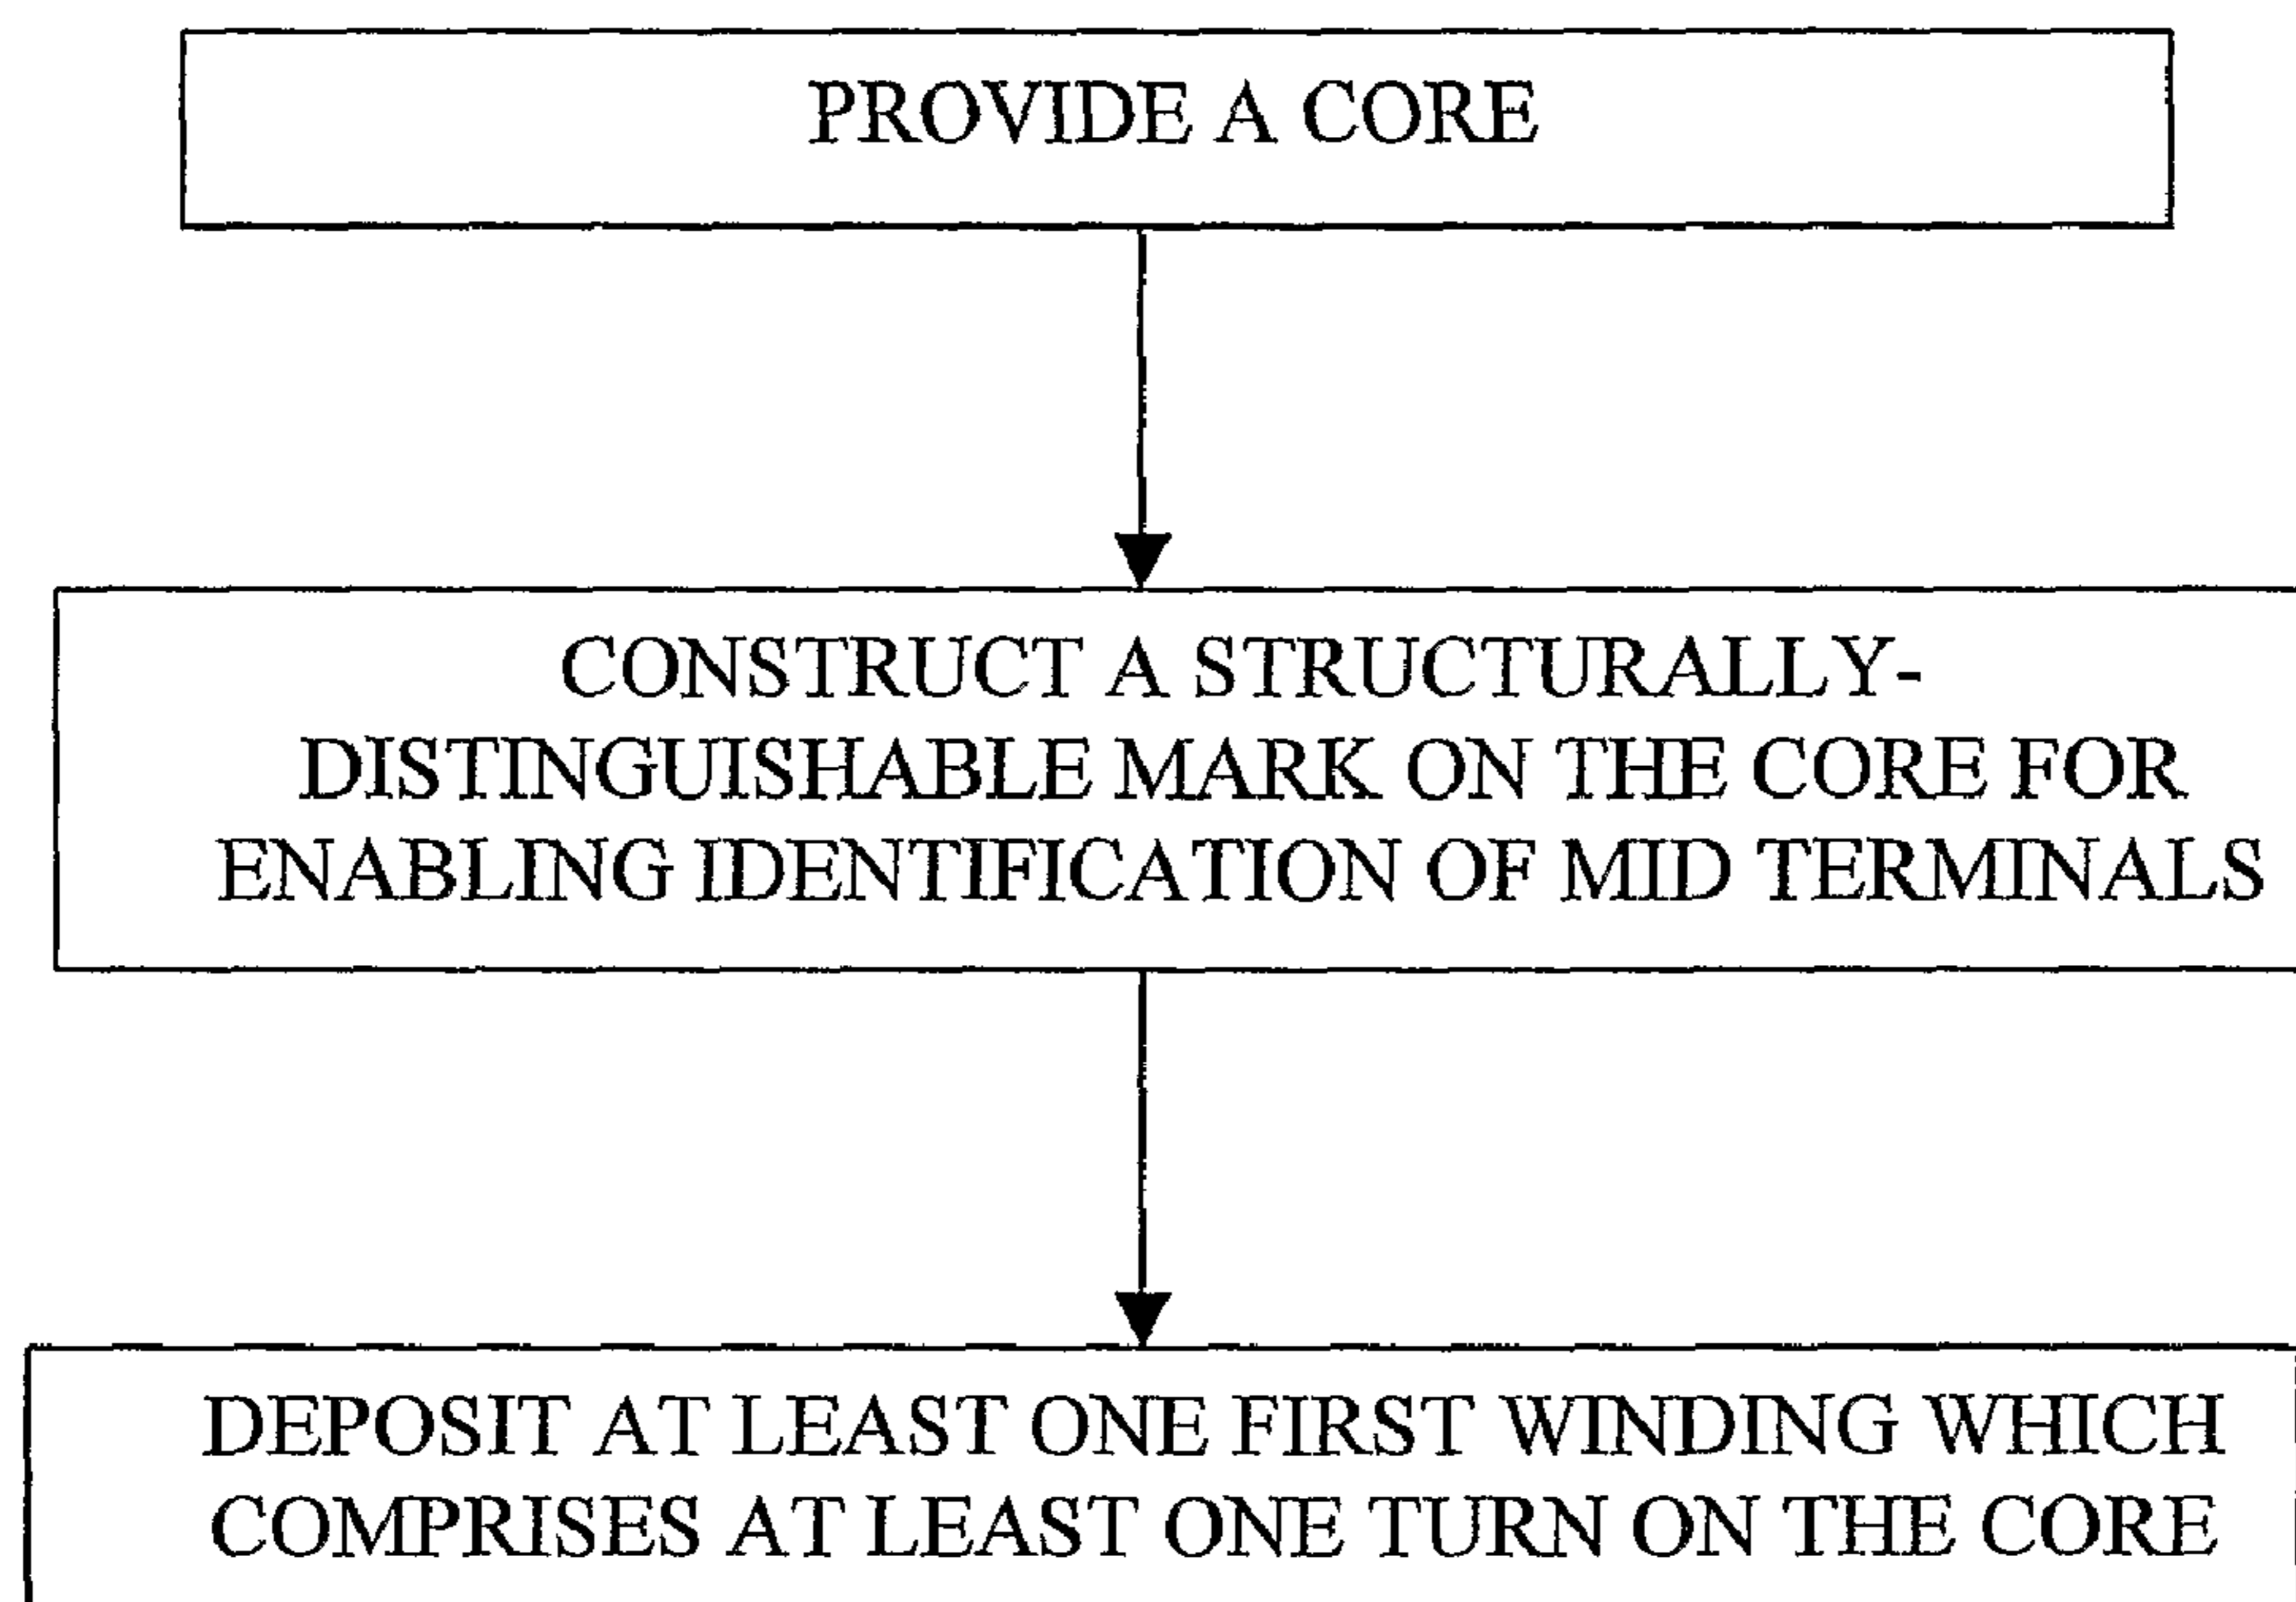 PROVIDE A CORE
CONSTRUCT A STRUCTURALLY-
DISTINGUISHABLE MARK ON THE CORE FOR
ENABLING IDENTIFICATION OF MID TERMINALS
DEPOSIT AT LEAST ONE FIRST WINDING WHICH
COMPRISES AT LEAST ONE TURN ON THE CORE